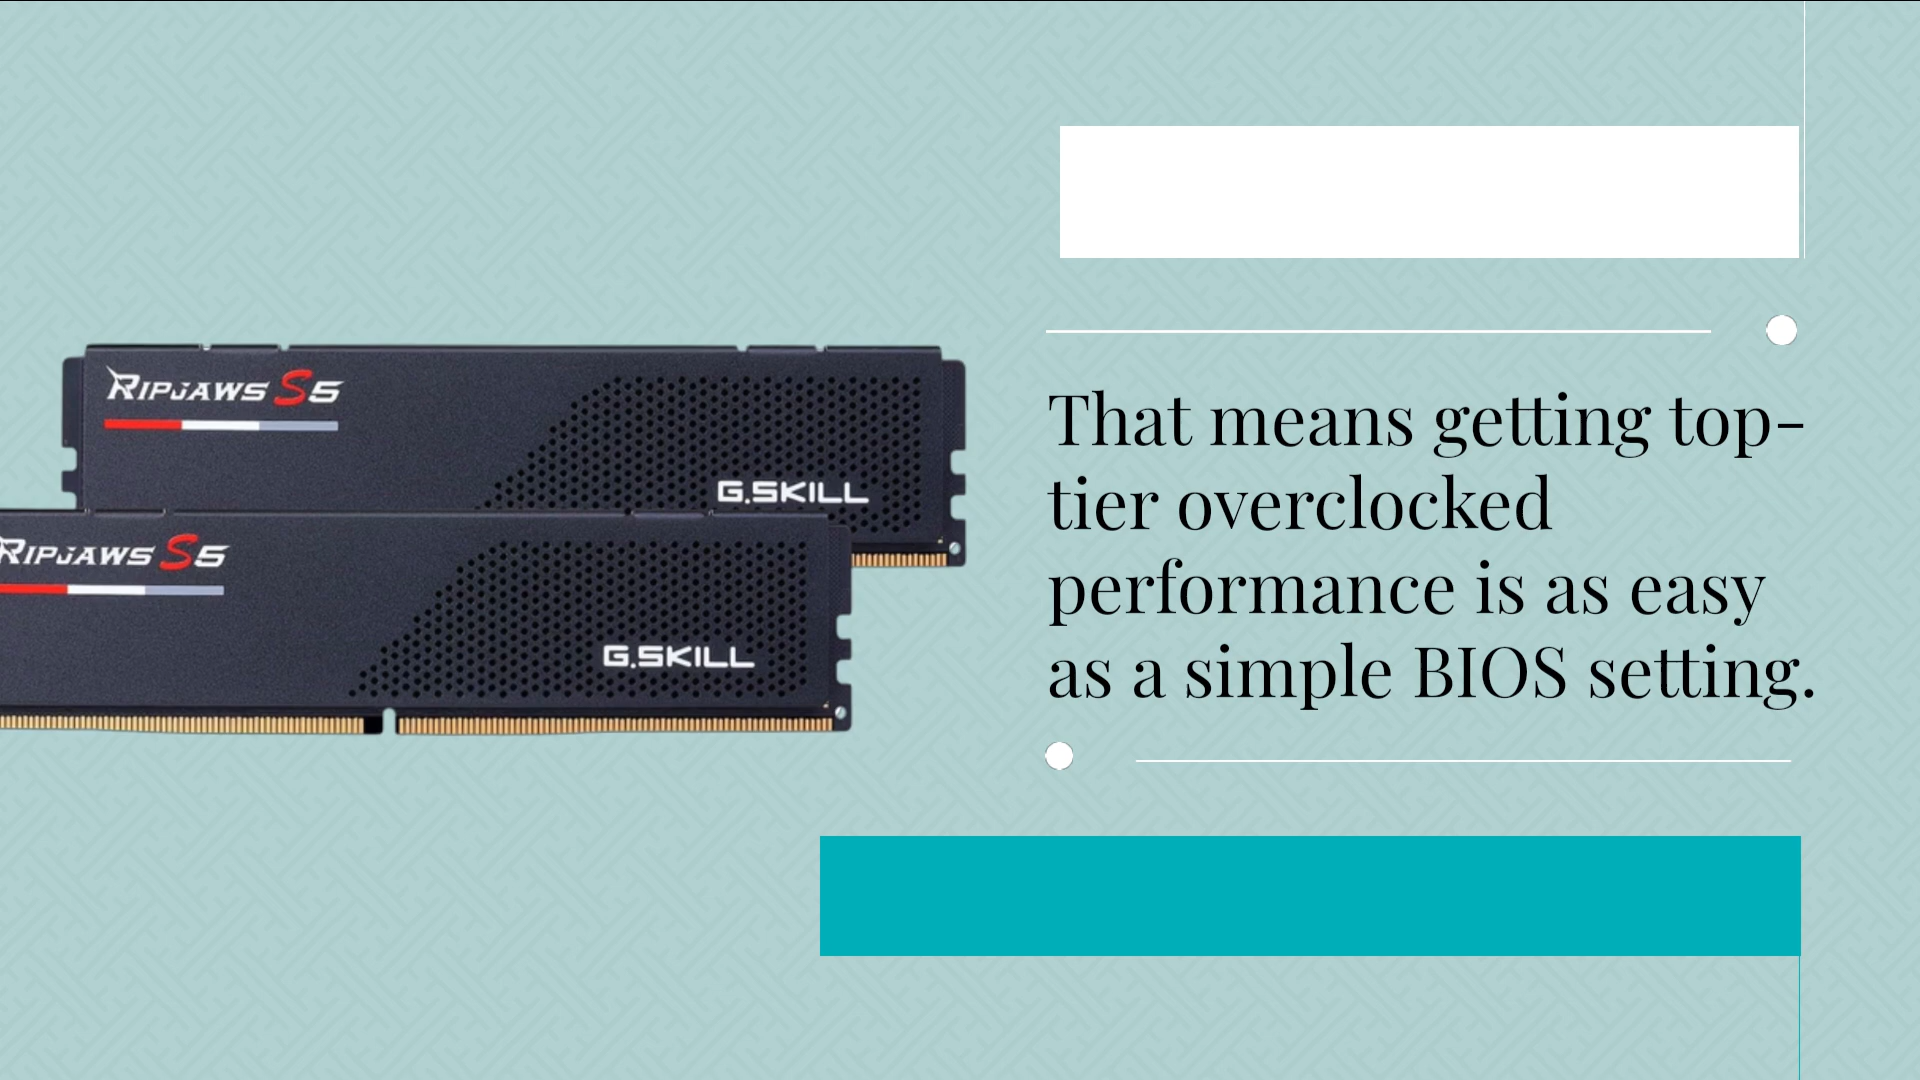 RIPJAWS S5
G.SKILL
RIPJAWS S5
G.SKILL
That means getting top-
tier overclocked
performance is as easy
as a simple BIOS setting.